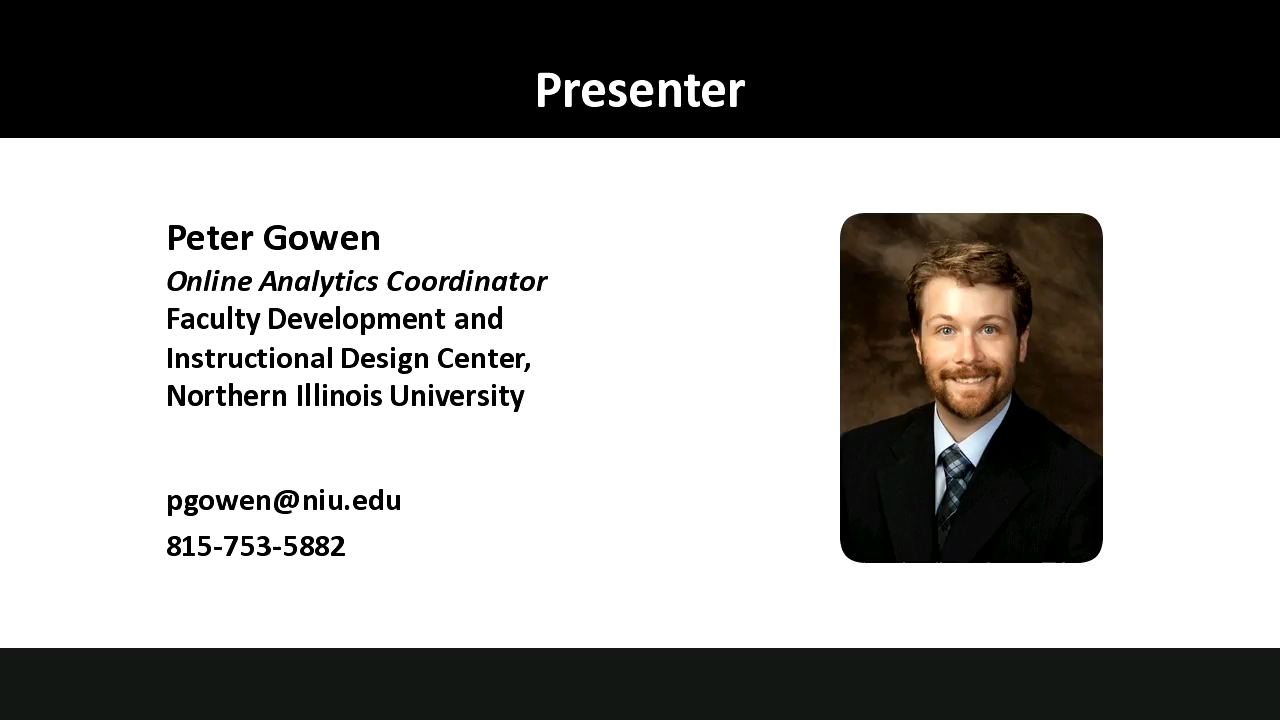 Presenter
Peter Gowen
Online Analytics Coordinator
Faculty Development and
Instructional Design Center,
Northern Illinois University
pgowen@niu.edu
815-753-5882